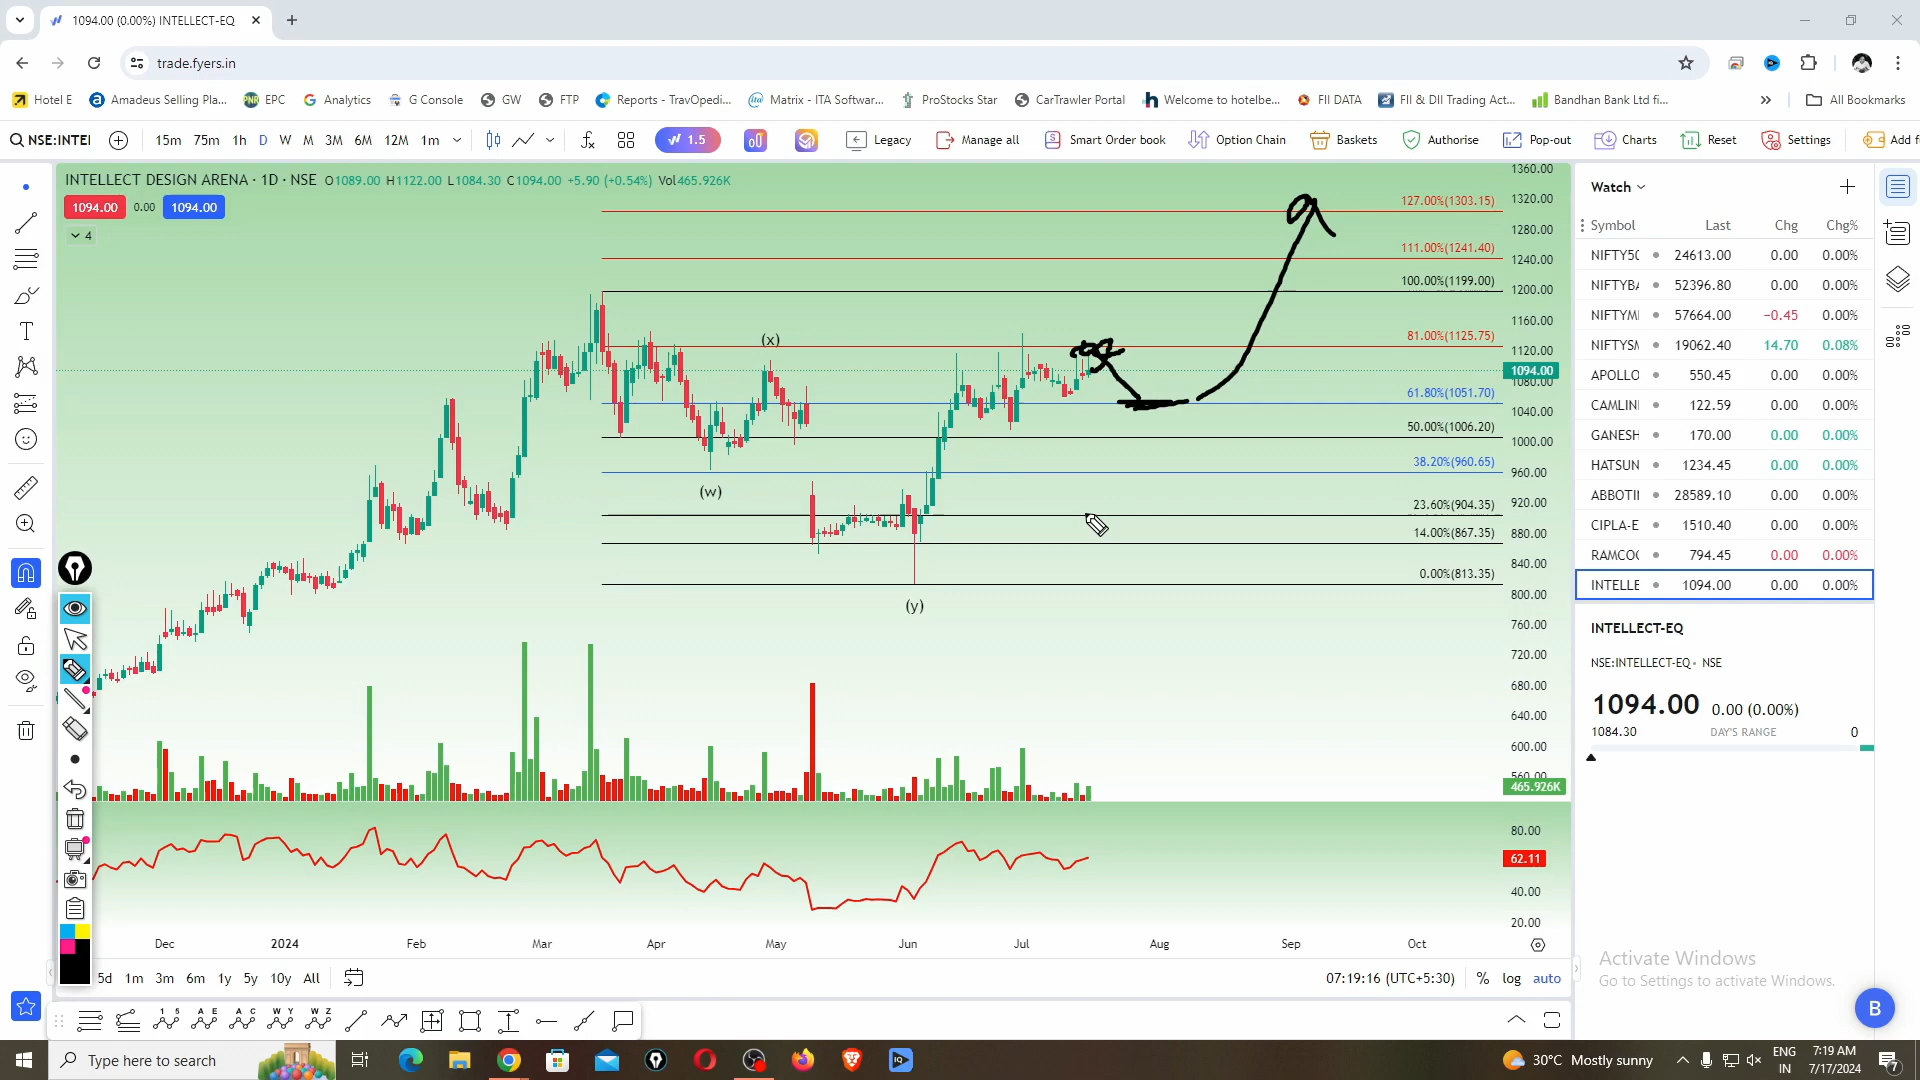 1094.00 (0.00%) INTELLECT-EQ
trade.fyers.in
Hotel E Amadeus Selling Pla... EPC Analytics G Console GW FTP Reports - TravOpedi... Matrix - ITA Softwar... ProStocks Star CarTrawler Portal Welcome to hotelbe... FII DATA FII & DII Trading Act... Bandhan Bank Ltd fi... » All Bookmarks
NSE:INTEI 15m 75m 1h D W M 3M 6M 12M 1m 1.5 Legacy Manage all Smart Order book Option Chain Baskets Authorise Pop-out Charts Reset Settings Add f
INTELLECT DESIGN ARENA · 1D · NSE O1089.00 H1122.00 L1084.30 C1094.00 +5.90 (+0.54%) Vol465.926K
1094.00 0.00 1094.00
4
127.00%(1303.15)
111.00%(1241.40)
100.00%(1199.00)
81.00%(1125.75)
61.80%(1051.70)
50.00%(1006.20)
38.20%(960.65)
23.60%(904.35)
14.00%(867.35)
0.00%(813.35)
(x)
(w)
(y)
1360.00
1320.00
1280.00
1240.00
1200.00
1160.00
1120.00
1094.00
1080.00
1040.00
1000.00
960.00
920.00
880.00
840.00
800.00
760.00
720.00
680.00
640.00
600.00
560.00
465.926K
80.00
62.11
40.00
20.00
Dec 2024 Feb Mar Apr May Jun Jul Aug Sep Oct
5d 1m 3m 6m 1y 5y 10y All
07:19:16 (UTC+5:30) % log auto
1 5 A E A C W Y W Z
Watch
Symbol Last Chg Chg%
NIFTY5( 24613.00 0.00 0.00%
NIFTYB/ 52396.80 0.00 0.00%
NIFTYMI 57664.00 −0.45 0.00%
NIFTYSM 19062.40 14.70 0.08%
APOLLO 550.45 0.00 0.00%
CAMLINI 122.59 0.00 0.00%
GANESH 170.00 0.00 0.00%
HATSUN 1234.45 0.00 0.00%
ABBOTII 28589.10 0.00 0.00%
CIPLA-E 1510.40 0.00 0.00%
RAMCO( 794.45 0.00 0.00%
INTELLE 1094.00 0.00 0.00%
INTELLECT-EQ
NSE:INTELLECT-EQ • NSE
1094.00 0.00 (0.00%)
1084.30 DAY'S RANGE 0
Activate Windows
Go to Settings to activate Windows.
B
Type here to search
30°C Mostly sunny
ENG
IN
7:19 AM
7/17/2024
7